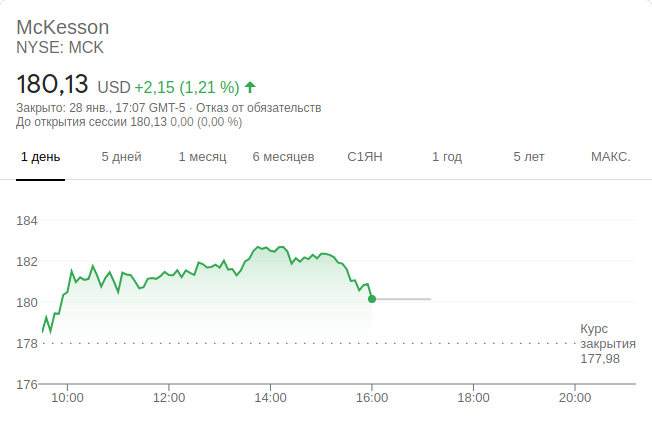 McKesson
NYSE: MCK
180,13 USD +2,15 (1,21 %)
Закрыто: 28 янв., 17:07 GMT-5 · Отказ от обязательств
До открытия сессии 180,13 0,00 (0,00 %)
1 день 5 дней 1 месяц 6 месяцев С1ЯН 1 год 5 лет МАКС.
184
182
180
178
176
Курс
закрытия
177,98
10:00 12:00 14:00 16:00 18:00 20:00